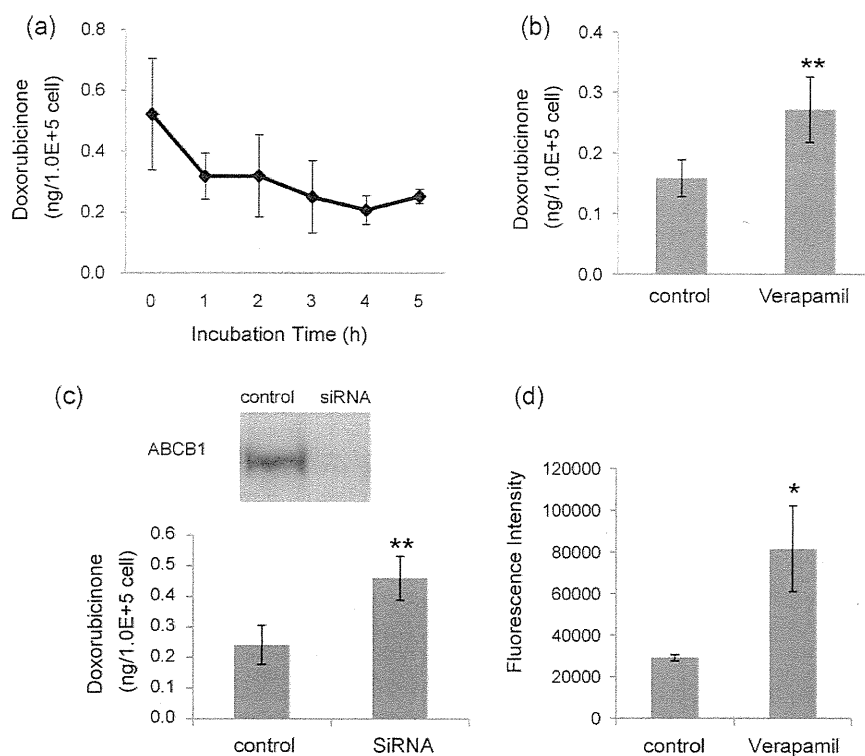 (a)
Doxorubicinone
(ng/1.0E+5 cell)
0.8
0.6
0.4
0.2
0.0
0 1 2 3 4 5
Incubation Time (h)
(b)
Doxorubicinone
(ng/1.0E+5 cell)
0.4
0.3
0.2
0.1
0.0
**
control Verapamil
(c)
control siRNA
ABCB1
Doxorubicinone
(ng/1.0E+5 cell)
0.6
0.5
0.4
0.3
0.2
0.1
0.0
**
control SiRNA
(d)
Fluorescence Intensity
120000
100000
80000
60000
40000
20000
0
*
control Verapamil